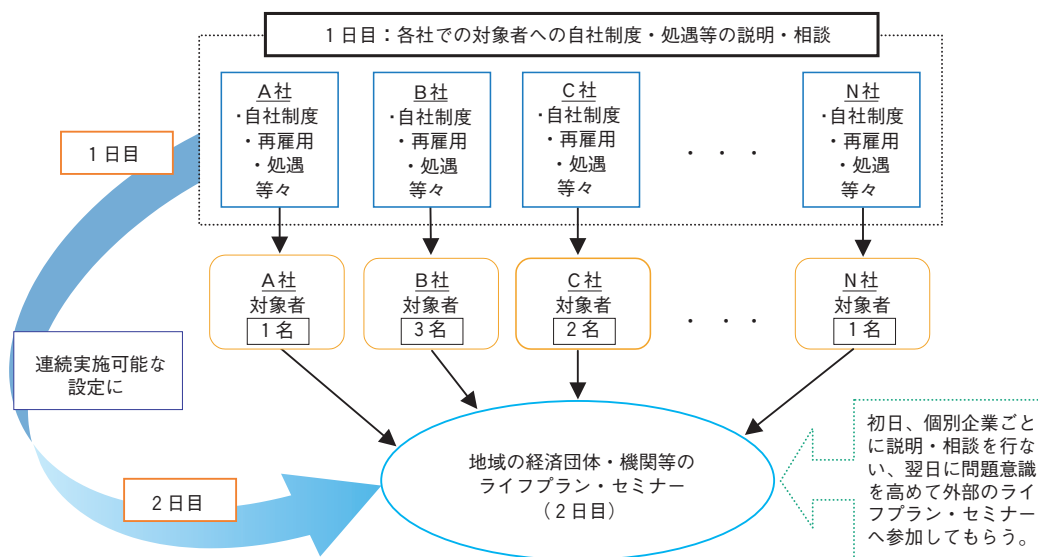 1日目：各社での対象者への自社制度・処遇等の説明・相談
A社
・自社制度
・再雇用
・処遇
等々
B社
・自社制度
・再雇用
・処遇
等々
C社
・自社制度
・再雇用
・処遇
等々
・ ・ ・
N社
・自社制度
・再雇用
・処遇
等々
1日目
A社
対象者
1名
B社
対象者
3名
C社
対象者
2名
・ ・ ・
N社
対象者
1名
連続実施可能な
設定に
地域の経済団体・機関等の
ライフプラン・セミナー
（2日目）
2日目
初日、個別企業ごと
に説明・相談を行な
い、翌日に問題意識
を高めて外部のライ
フプラン・セミナー
へ参加してもらう。